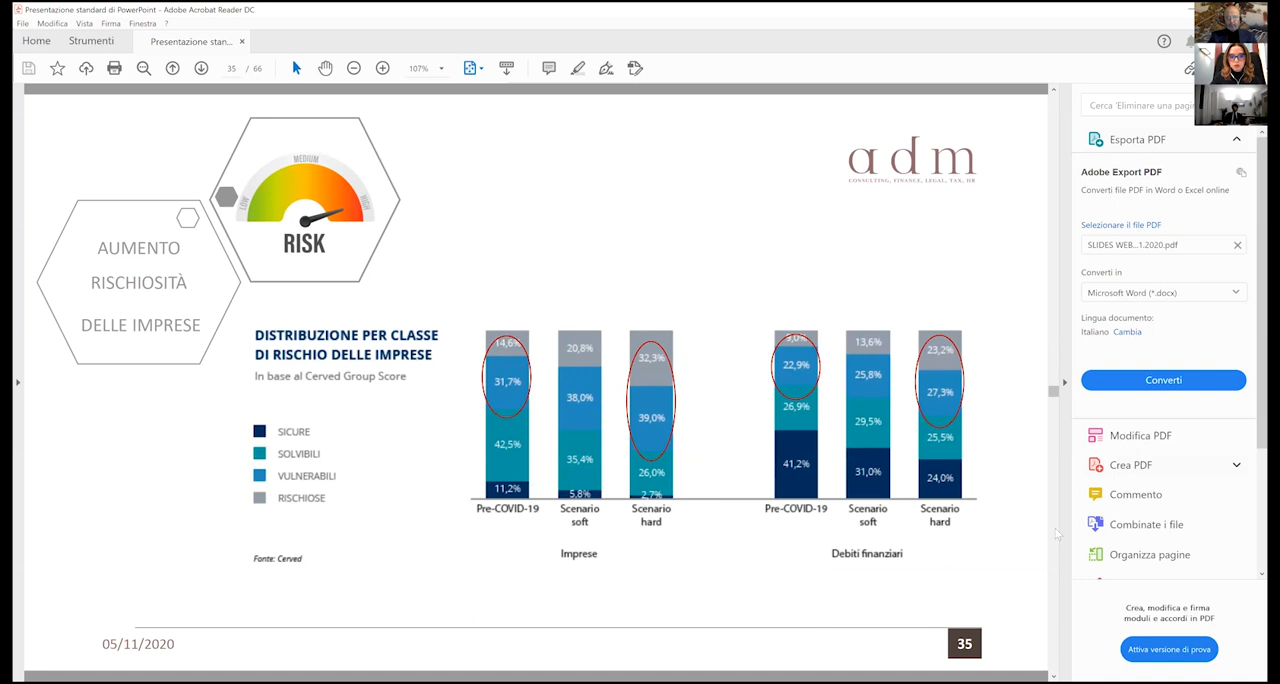 Presentazione standard di PowerPoint - Adobe Acrobat Reader DC
File Modifica Vista Firma Finestra ?
Home Strumenti Presentazione stan... ×
35 / 66 107%
Cerca 'Eliminare una pagin
Esporta PDF
Adobe Export PDF
Converti file PDF in Word o Excel online
Selezionare il file PDF
SLIDES WEB...1.2020.pdf
Converti in
Microsoft Word (*.docx)
Lingua documento:
Italiano Cambia
Converti
Modifica PDF
Crea PDF
Commento
Combinate i file
Organizza pagine
Crea, modifica e firma
moduli e accordi in PDF
Attiva versione di prova
adm
CONSULTING, FINANCE, LEGAL, TAX, HR
LOW
MEDIUM
HIGH
RISK
AUMENTO
RISCHIOSITÀ
DELLE IMPRESE
DISTRIBUZIONE PER CLASSE
DI RISCHIO DELLE IMPRESE
In base al Cerved Group Score
SICURE
SOLVIBILI
VULNERABILI
RISCHIOSE
14,6%
31,7%
42,5%
11,2%
Pre-COVID-19
20,8%
38,0%
35,4%
5,8%
Scenario
soft
32,3%
39,0%
26,0%
2,7%
Scenario
hard
Imprese
9,0%
22,9%
26,9%
41,2%
Pre-COVID-19
13,6%
25,8%
29,5%
31,0%
Scenario
soft
23,2%
27,3%
25,5%
24,0%
Scenario
hard
Debiti finanziari
Fonte: Cerved
05/11/2020
35